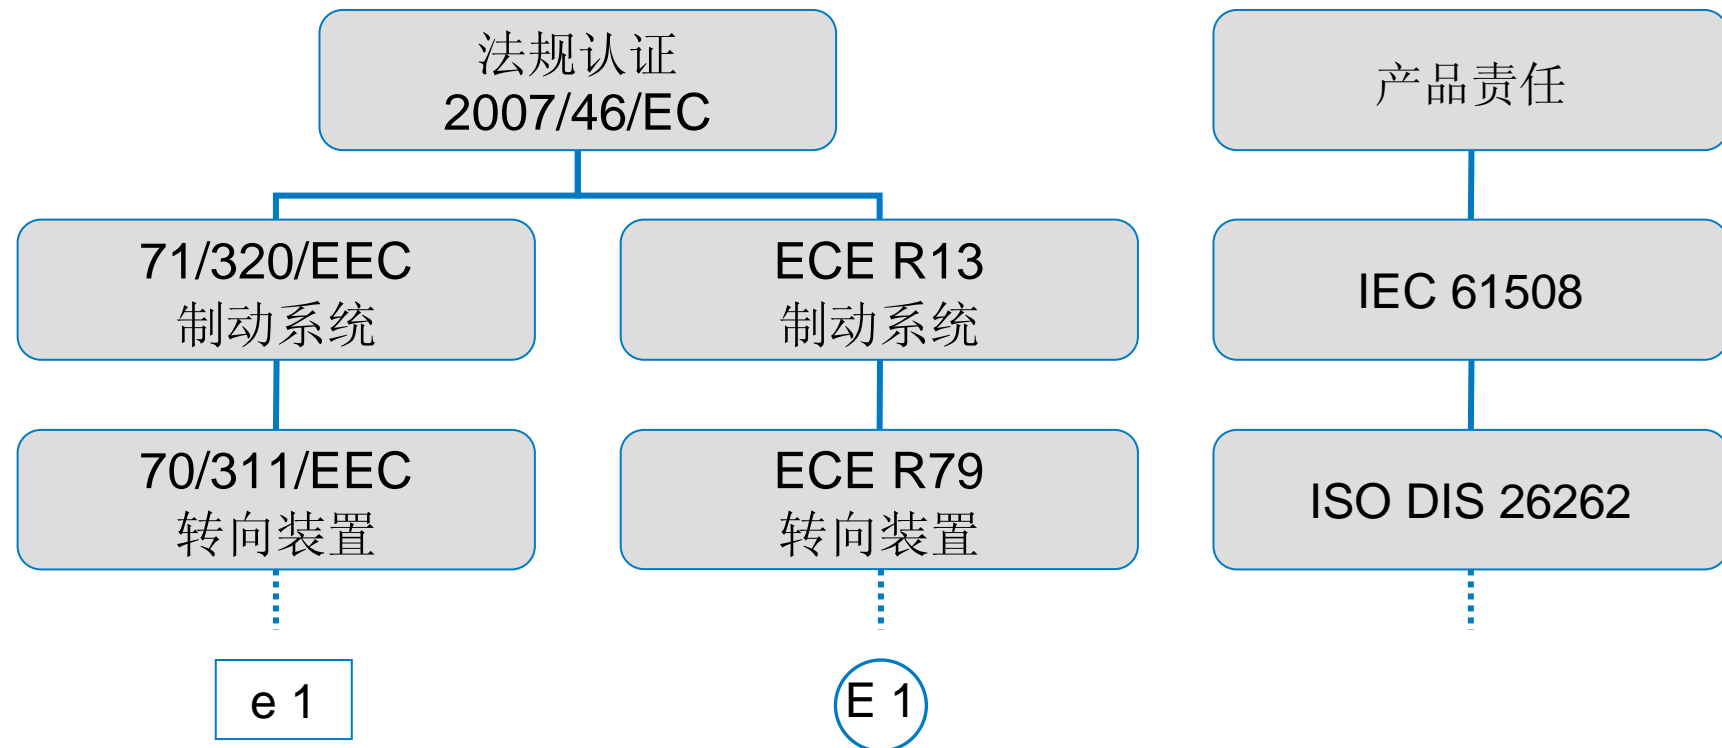 法规认证
2007/46/EC
产品责任
71/320/EEC
制动系统
ECE R13
制动系统
IEC 61508
70/311/EEC
转向装置
ECE R79
转向装置
ISO DIS 26262
e 1
E 1